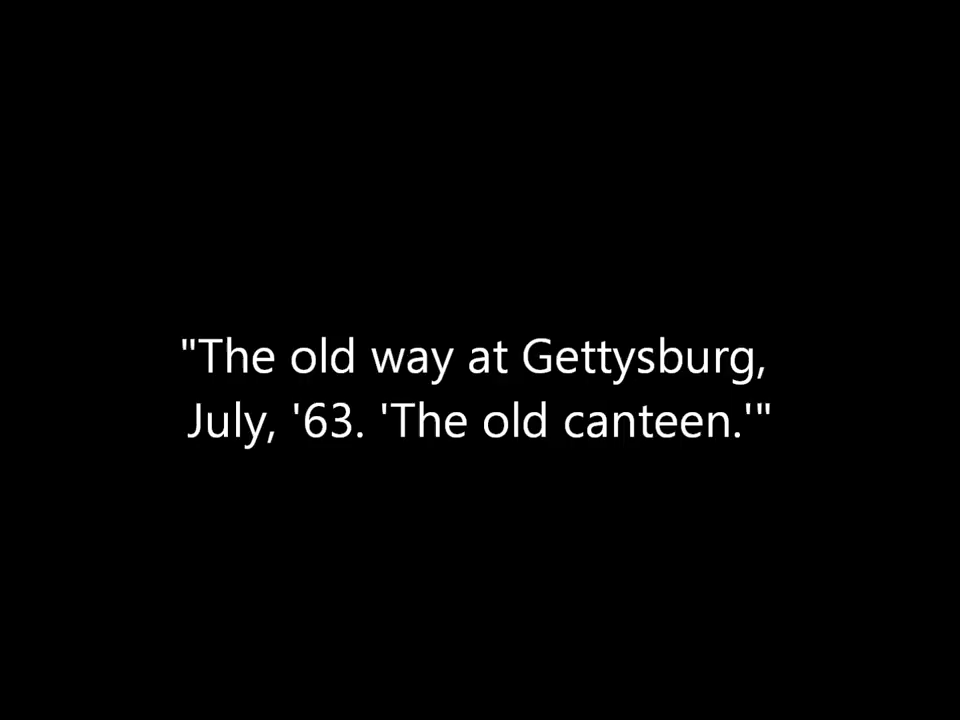 "The old way at Gettysburg,
July, '63. 'The old canteen.'"